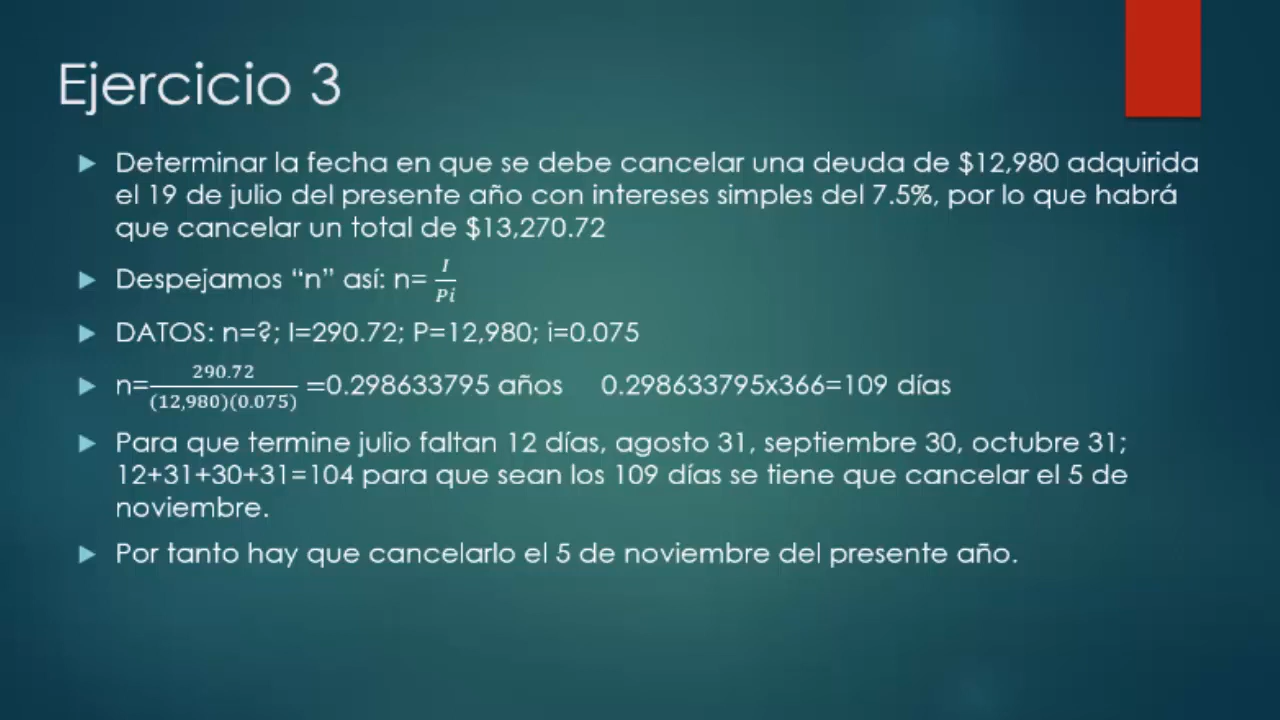 Ejercicio 3
Determinar la fecha en que se debe cancelar una deuda de $12,980 adquirida
el 19 de julio del presente año con intereses simples del 7.5%, por lo que habrá
que cancelar un total de $13,270.72
Despejamos “n” así: n= I/Pi
DATOS: n=?; I=290.72; P=12,980; i=0.075
n= 290.72/(12,980)(0.075) =0.298633795 años 0.298633795x366=109 días
Para que termine julio faltan 12 días, agosto 31, septiembre 30, octubre 31;
12+31+30+31=104 para que sean los 109 días se tiene que cancelar el 5 de
noviembre.
Por tanto hay que cancelarlo el 5 de noviembre del presente año.